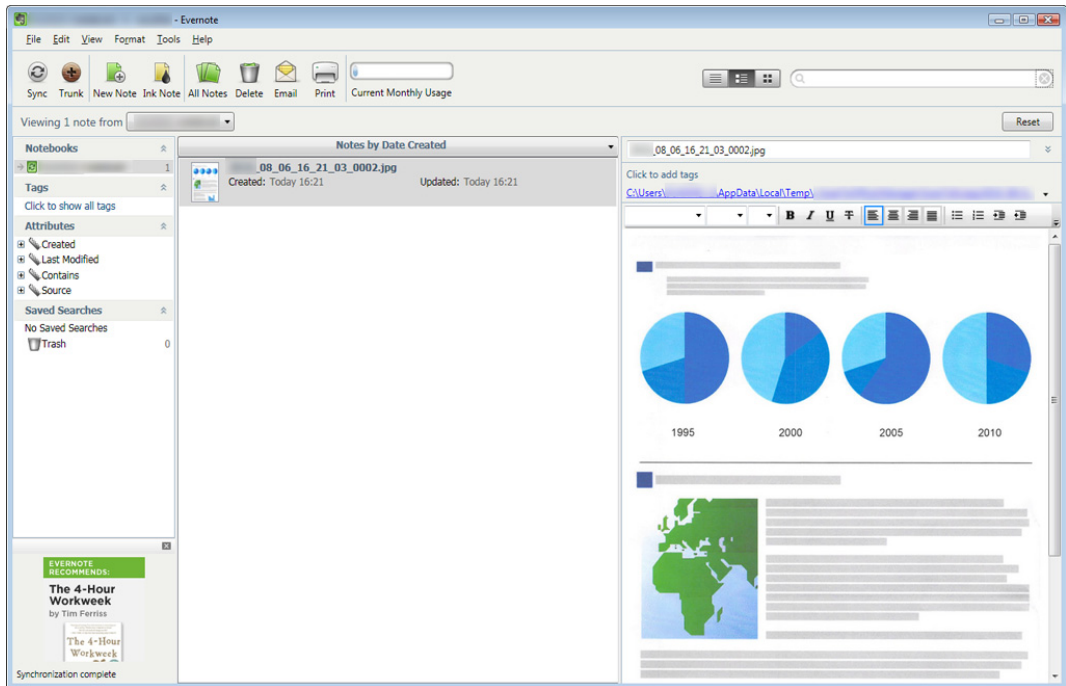 - Evernote
File Edit View Format Tools Help
Sync Trunk New Note Ink Note All Notes Delete Email Print Current Monthly Usage
Viewing 1 note from
Reset
Notebooks
1
Tags
Click to show all tags
Attributes
Created
Last Modified
Contains
Source
Saved Searches
No Saved Searches
Trash 0
EVERNOTE
RECOMMENDS:
The 4-Hour
Workweek
by Tim Ferriss
The 4-Hour
Workweek
Synchronization complete
Notes by Date Created
_08_06_16_21_03_0002.jpg
Created: Today 16:21 Updated: Today 16:21
_08_06_16_21_03_0002.jpg
Click to add tags
C:\Users\ .AppData\Local\Temp\
B I U T
1995 2000 2005 2010